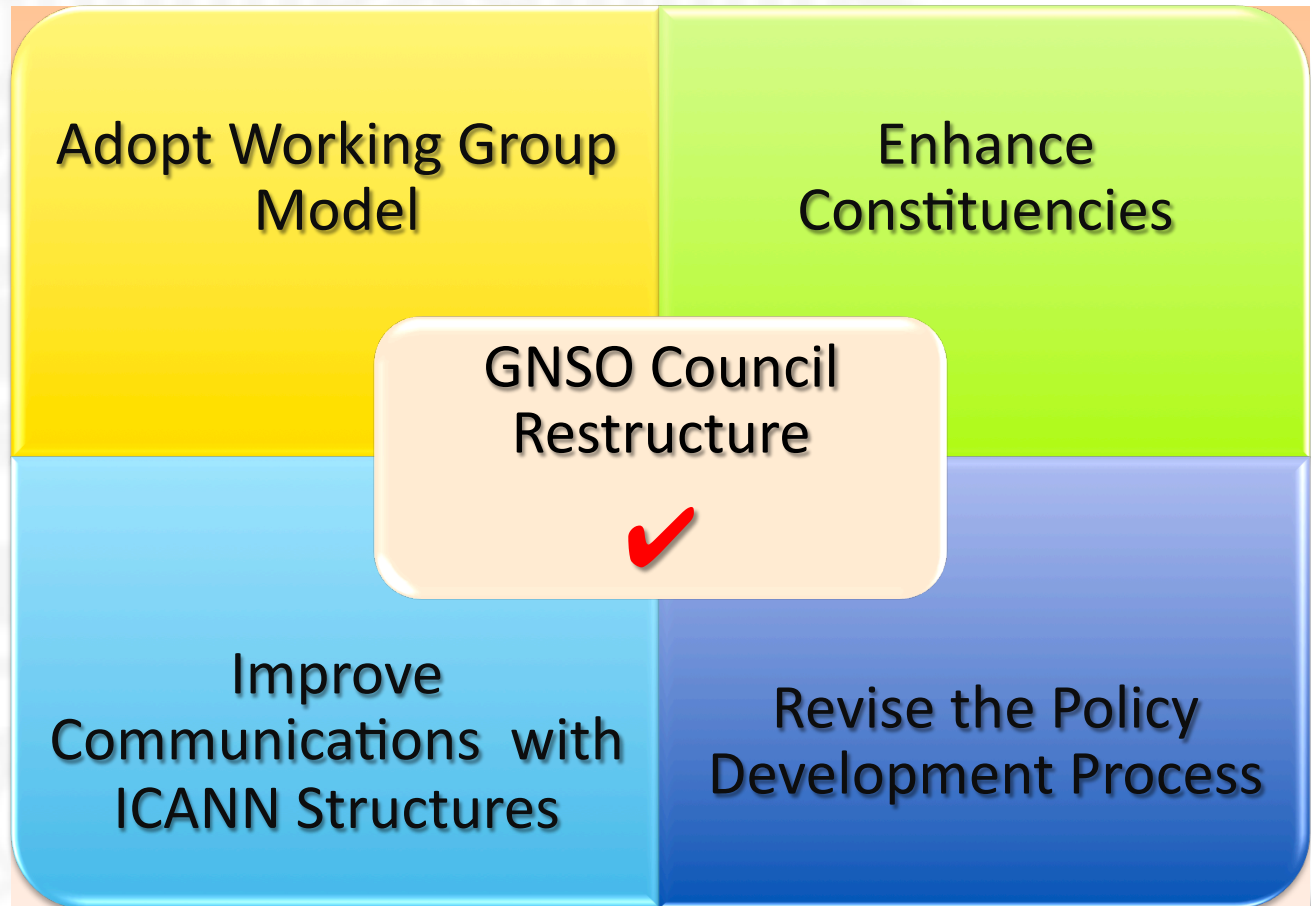 Adopt Working Group
Model
Enhance
Constituencies
GNSO Council
Restructure
✔
Improve
Communications  with
ICANN Structures
Revise the Policy
Development Process